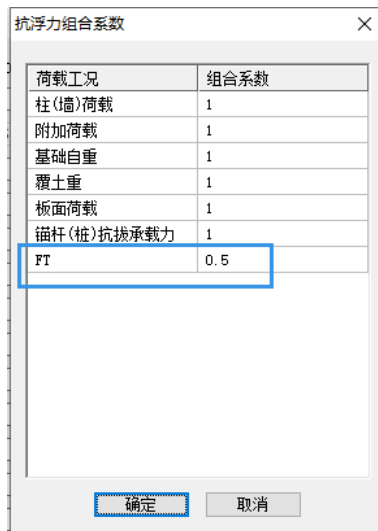 抗浮力组合系数
荷载工况 组合系数
柱(墙)荷载 1
附加荷载 1
基础自重 1
覆土重 1
板面荷载 1
锚杆(桩)抗拔承载力 1
FT 0.5
确定 取消